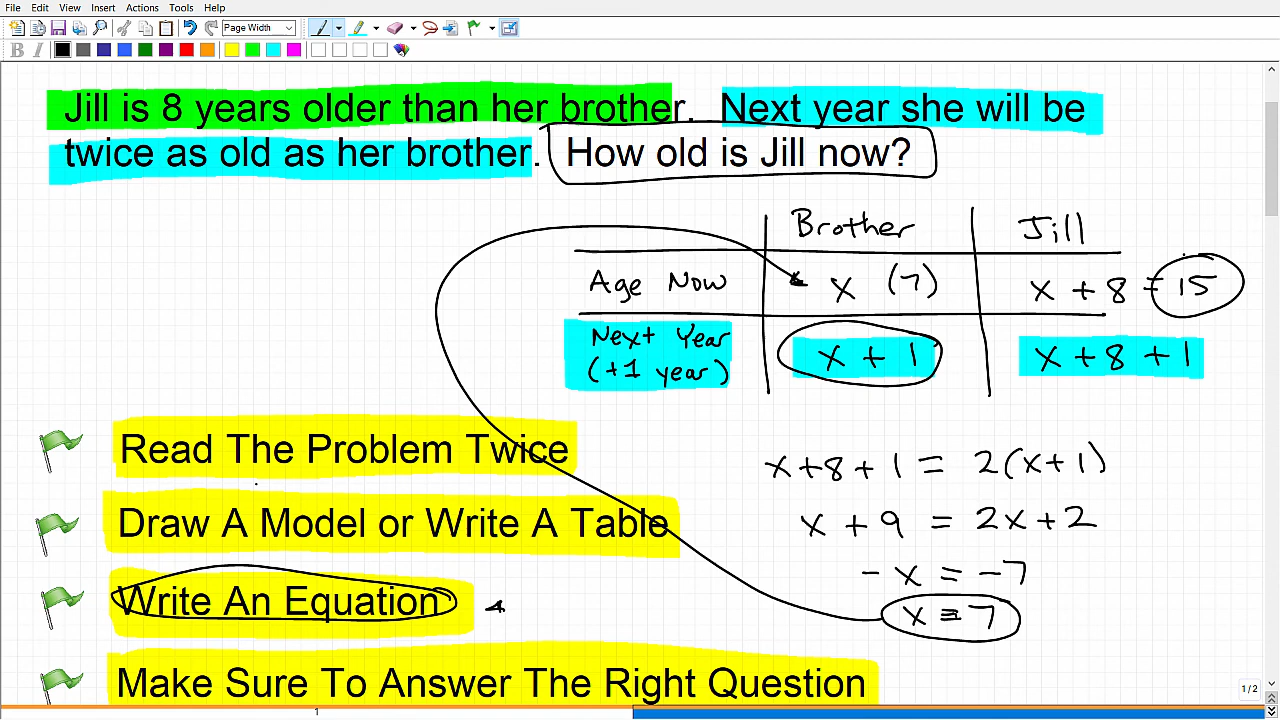 File Edit View Insert Actions Tools Help
Page Width
B I
Jill is 8 years older than her brother. Next year she will be
twice as old as her brother. How old is Jill now?
Brother Jill
Age Now x (7) x + 8 = 15
Next Year
(+1 year) x + 1 x + 8 + 1
Read The Problem Twice
x+8+1 = 2(x+1)
Draw A Model or Write A Table
x + 9 = 2x+2
-x = -7
Write An Equation
x = 7
Make Sure To Answer The Right Question
1/2
1